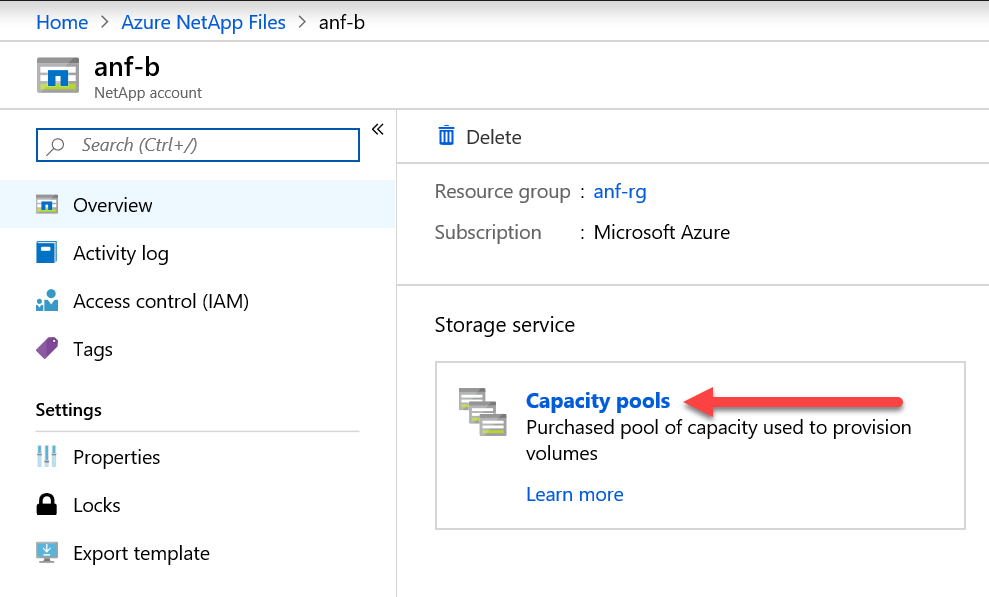 Home > Azure NetApp Files > anf-b
anf-b
NetApp account
«
Search (Ctrl+/)
Overview
Activity log
Access control (IAM)
Tags
Settings
Properties
Locks
Export template
Delete
Resource group : anf-rg
Subscription : Microsoft Azure
Storage service
Capacity pools
Purchased pool of capacity used to provision
volumes
Learn more